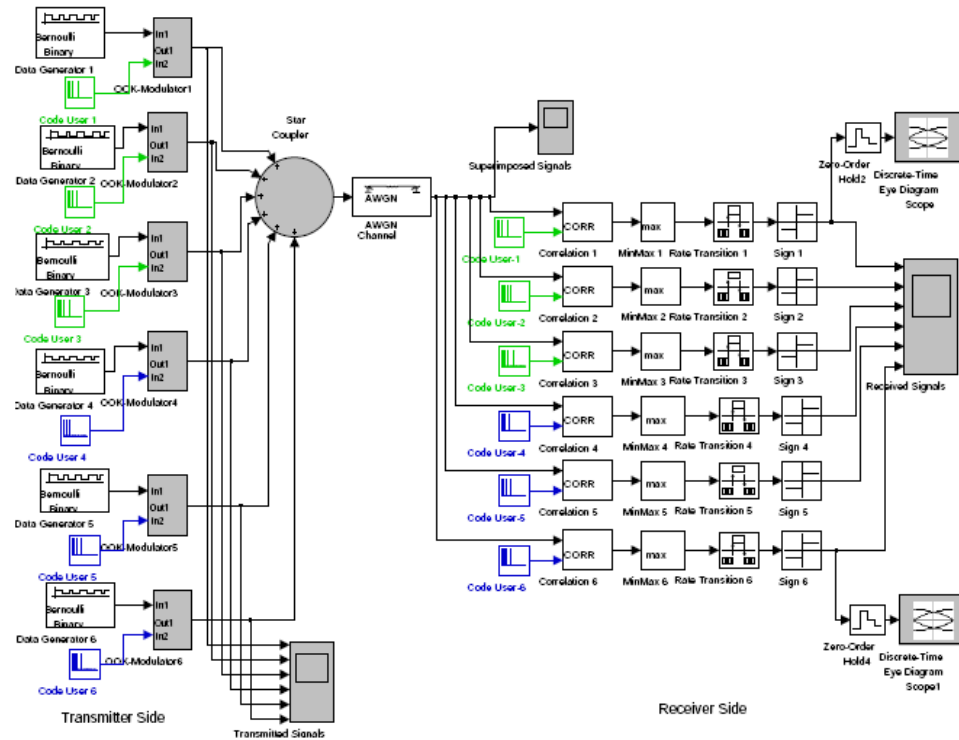 Bernoulli
Binary
Data Generator 1
Code User 1
In1
Out1
In2
OOK-Modulator1
Bernoulli
Binary
Data Generator 2
Code User 2
In1
Out1
In2
OOK-Modulator2
Bernoulli
Binary
Data Generator 3
Code User 3
In1
Out1
In2
OOK-Modulator3
Bernoulli
Binary
Data Generator 4
Code User 4
In1
Out1
In2
OOK-Modulator4
Bernoulli
Binary
Data Generator 5
Code User 5
In1
Out1
In2
OOK-Modulator5
Bernoulli
Binary
Data Generator 6
Code User 6
In1
Out1
In2
OOK-Modulator6
Transmitter Side
Transmitted Signals
Star
Coupler
AWGN
AWGN
Channel
Superimposed Signals
Code User-1
CORR
Correlation 1
max
MinMax 1
Rate Transition 1
Sign 1
Code User-2
CORR
Correlation 2
max
MinMax 2
Rate Transition 2
Sign 2
Code User-3
CORR
Correlation 3
max
MinMax 3
Rate Transition 3
Sign 3
Code User-4
CORR
Correlation 4
max
MinMax 4
Rate Transition 4
Sign 4
Code User-5
CORR
Correlation 5
max
MinMax 5
Rate Transition 5
Sign 5
Code User-6
CORR
Correlation 6
max
MinMax 6
Rate Transition 6
Sign 6
Zero-Order
Hold2
Discrete-Time
Eye Diagram
Scope
Received Signals
Zero-Order
Hold4
Discrete-Time
Eye Diagram
Scope1
Receiver Side